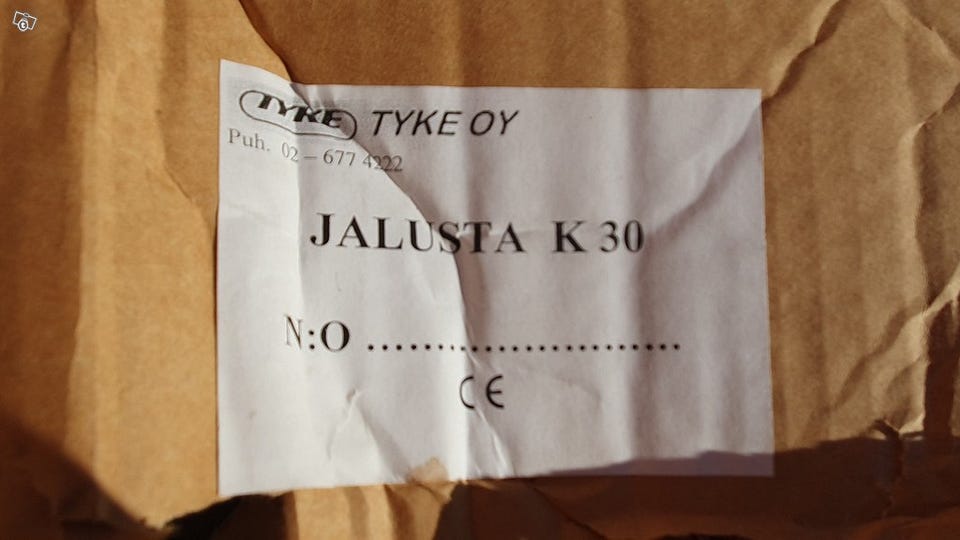 TYKE TYKE OY
Puh. 02 – 677 4222
JALUSTA K 30
N:O ......................
CE